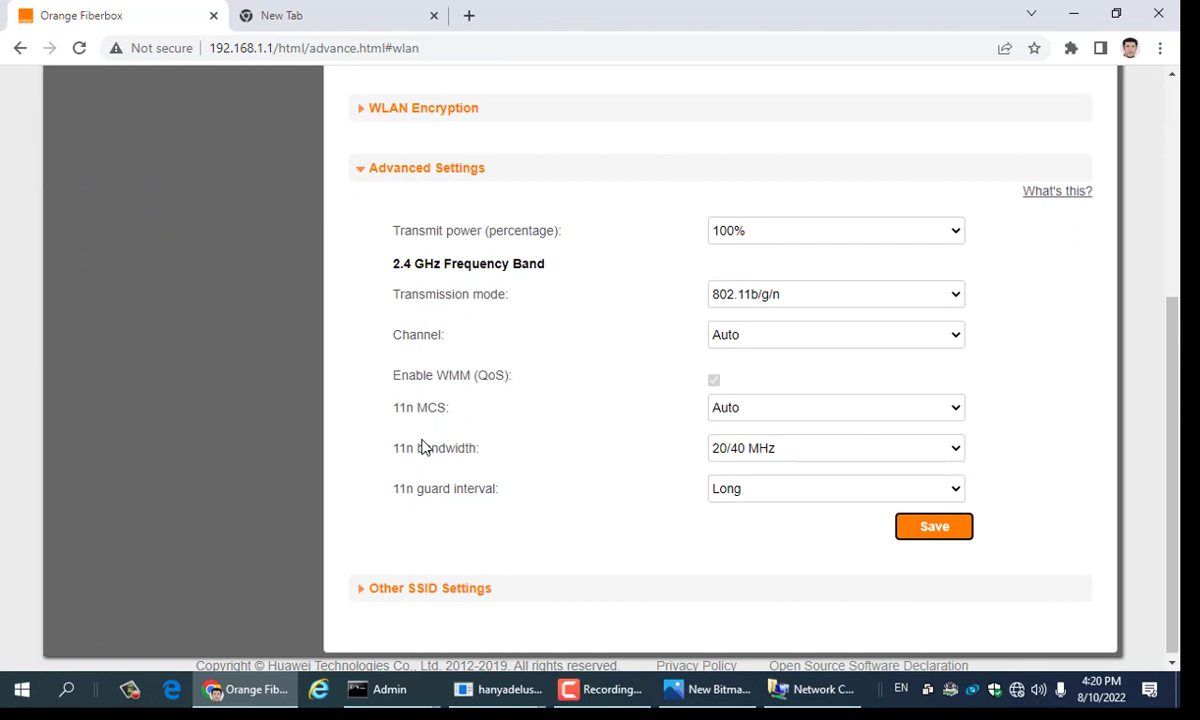 Orange Fiberbox
New Tab
Not secure 192.168.1.1/html/advance.html#wlan
WLAN Encryption
Advanced Settings
What's this?
Transmit power (percentage): 100%
2.4 GHz Frequency Band
Transmission mode: 802.11b/g/n
Channel: Auto
Enable WMM (QoS):
11n MCS: Auto
11n bandwidth: 20/40 MHz
11n guard interval: Long
Save
Other SSID Settings
Copyright © Huawei Technologies Co., Ltd. 2012-2019. All rights reserved. Privacy Policy Open Source Software Declaration
Orange Fib... Admin hanyadelus... Recording... New Bitma... Network C... EN 4:20 PM
8/10/2022